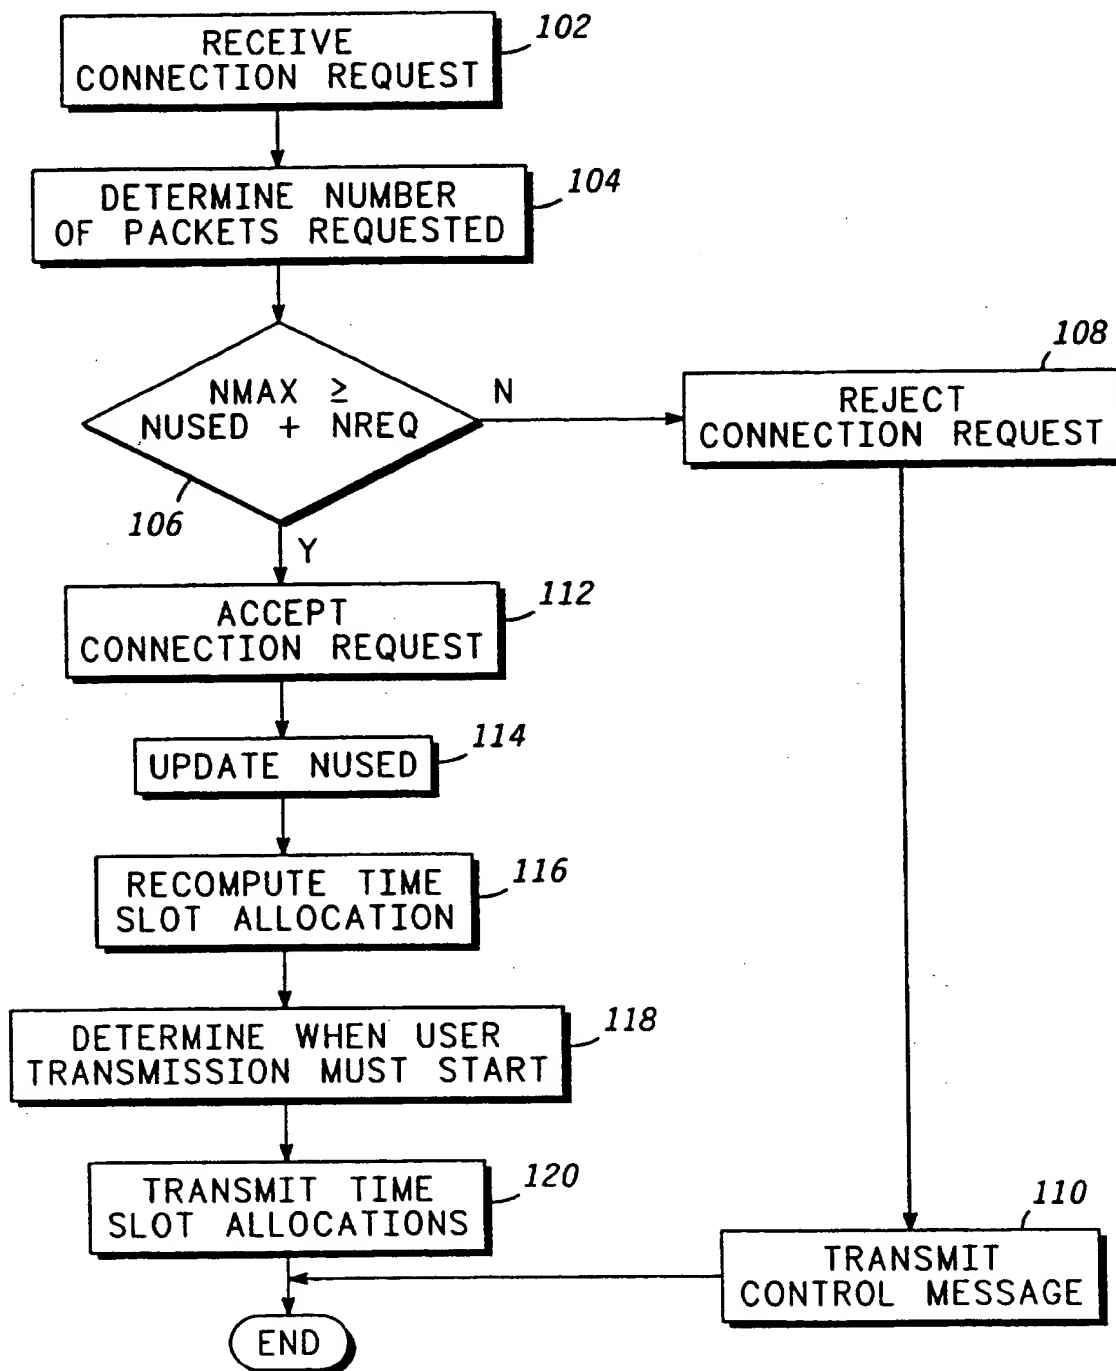 RECEIVE
CONNECTION REQUEST
102
DETERMINE NUMBER
OF PACKETS REQUESTED
104
NMAX ≥
NUSED + NREQ
106
N
Y
REJECT
CONNECTION REQUEST
108
ACCEPT
CONNECTION REQUEST
112
UPDATE NUSED
114
RECOMPUTE TIME
SLOT ALLOCATION
116
DETERMINE WHEN USER
TRANSMISSION MUST START
118
TRANSMIT TIME
SLOT ALLOCATIONS
120
TRANSMIT
CONTROL MESSAGE
110
END